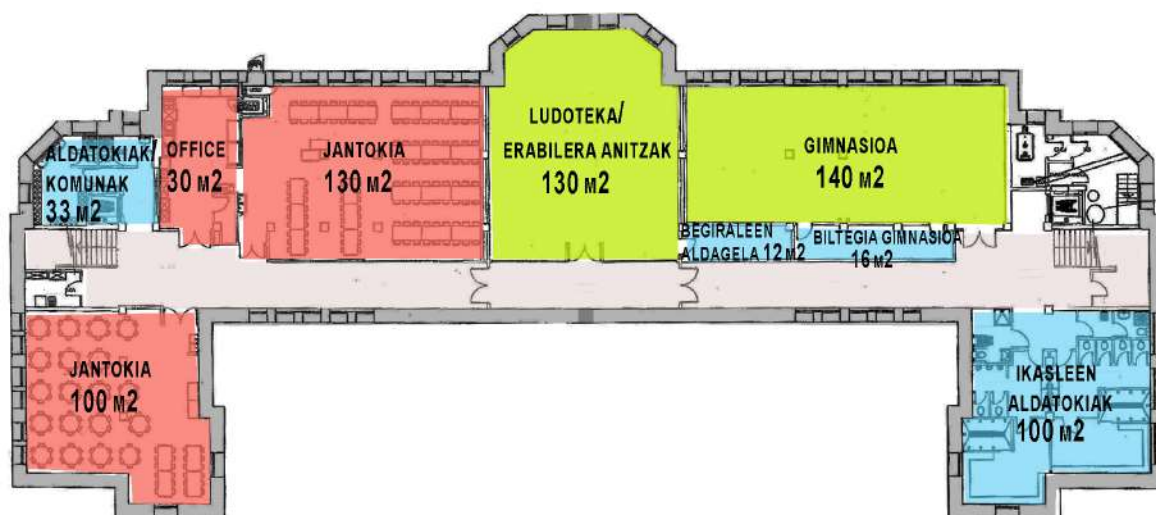 ALDATOKIAK/
KOMUNAK
33 M2
OFFICE
30 M2
JANTOKIA
130 M2
LUDOTEKA/
ERABILERA ANITZAK
130 M2
GIMNASIOA
140 M2
BEGIRALEEN
ALDAGELA 12 M2
BILTEGIA GIMNASIOA
16 M2
JANTOKIA
100 M2
IKASLEEN
ALDATOKIAK
100 M2